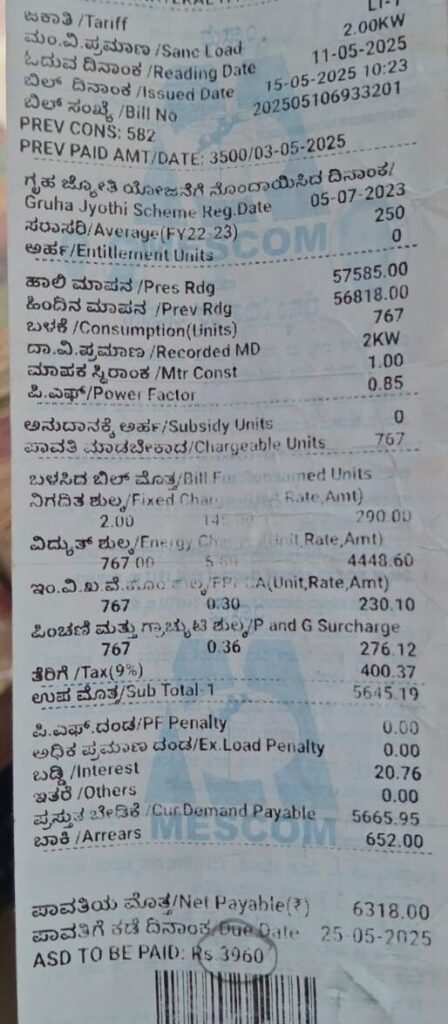 ಜಕಾತಿ /Tariff LT-1
ಮಂ.ವಿ.ಪ್ರಮಾಣ /Sanc Load 2.00KW
ಓದುವ ದಿನಾಂಕ /Reading Date 11-05-2025
ಬಿಲ್ ದಿನಾಂಕ /Issued Date 15-05-2025 10:23
ಬಿಲ್ ಸಂಖ್ಯೆ /Bill No 202505106933201
PREV CONS: 582
PREV PAID AMT/DATE: 3500/03-05-2025
ಗೃಹ ಜ್ಯೋತಿ ಯೋಜನೆಗೆ ನೊಂದಾಯಿಸಿದ ದಿನಾಂಕ/
Gruha Jyothi Scheme Reg.Date 05-07-2023
ಸರಾಸರಿ/Average(FY22-23) 250
ಅರ್ಹ/Entitlement Units 0
MESCOM
ಹಾಲಿ ಮಾಪನ /Pres Rdg 57585.00
ಹಿಂದಿನ ಮಾಪನ /Prev Rdg 56818.00
ಬಳಕೆ /Consumption(Units) 767
ದಾ.ವಿ.ಪ್ರಮಾಣ /Recorded MD 2KW
ಮಾಪಕ ಸ್ಥಿರಾಂಕ /Mtr Const 1.00
ಪಿ.ಎಫ್/Power Factor 0.85
ಅನುದಾನಕ್ಕೆ ಅರ್ಹ/Subsidy Units 0
ಪಾವತಿ ಮಾಡಬೇಕಾದ/Chargeable Units 767
ಬಳಸಿದ ಬಿಲ್ ಮೊತ್ತ/Bill For Units
ನಿಗದಿತ ಶುಲ್ಕ/Fixed Rate,Amt)
2.00 290.00
ವಿದ್ಯುತ್ ಶುಲ್ಕ/Energy Rate,Amt)
767.00 4448.60
(Unit,Rate,Amt)
767 0.30 230.10
ಪಿಂಚಣಿ ಮತ್ತು ಗ್ರಾಚ್ಯುಟಿ ಶುಲ್ಕ/P and G Surcharge
767 0.36 276.12
ತೆರಿಗೆ /Tax(9%) 400.37
ಉಪ ಮೊತ್ತ/Sub Total-1 5645.19
ಪಿ.ಎಫ್.ದಂಡ/PF Penalty 0.00
ಅಧಿಕ ಪ್ರಮಾಣ ದಂಡ/Ex.Load Penalty 0.00
ಬಡ್ಡಿ /Interest 20.76
ಇತರೆ /Others 0.00
ಪ್ರಸ್ತುತ ಬೇಡಿಕೆ /Cur.Demand Payable 5665.95
ಬಾಕಿ /Arrears 652.00
MESCOM
ಪಾವತಿಯ ಮೊತ್ತ/Net Payable(₹) 6318.00
ಪಾವತಿಗೆ ಕಡೆ ದಿನಾಂಕ/Due Date 25-05-2025
ASD TO BE PAID: Rs.3960